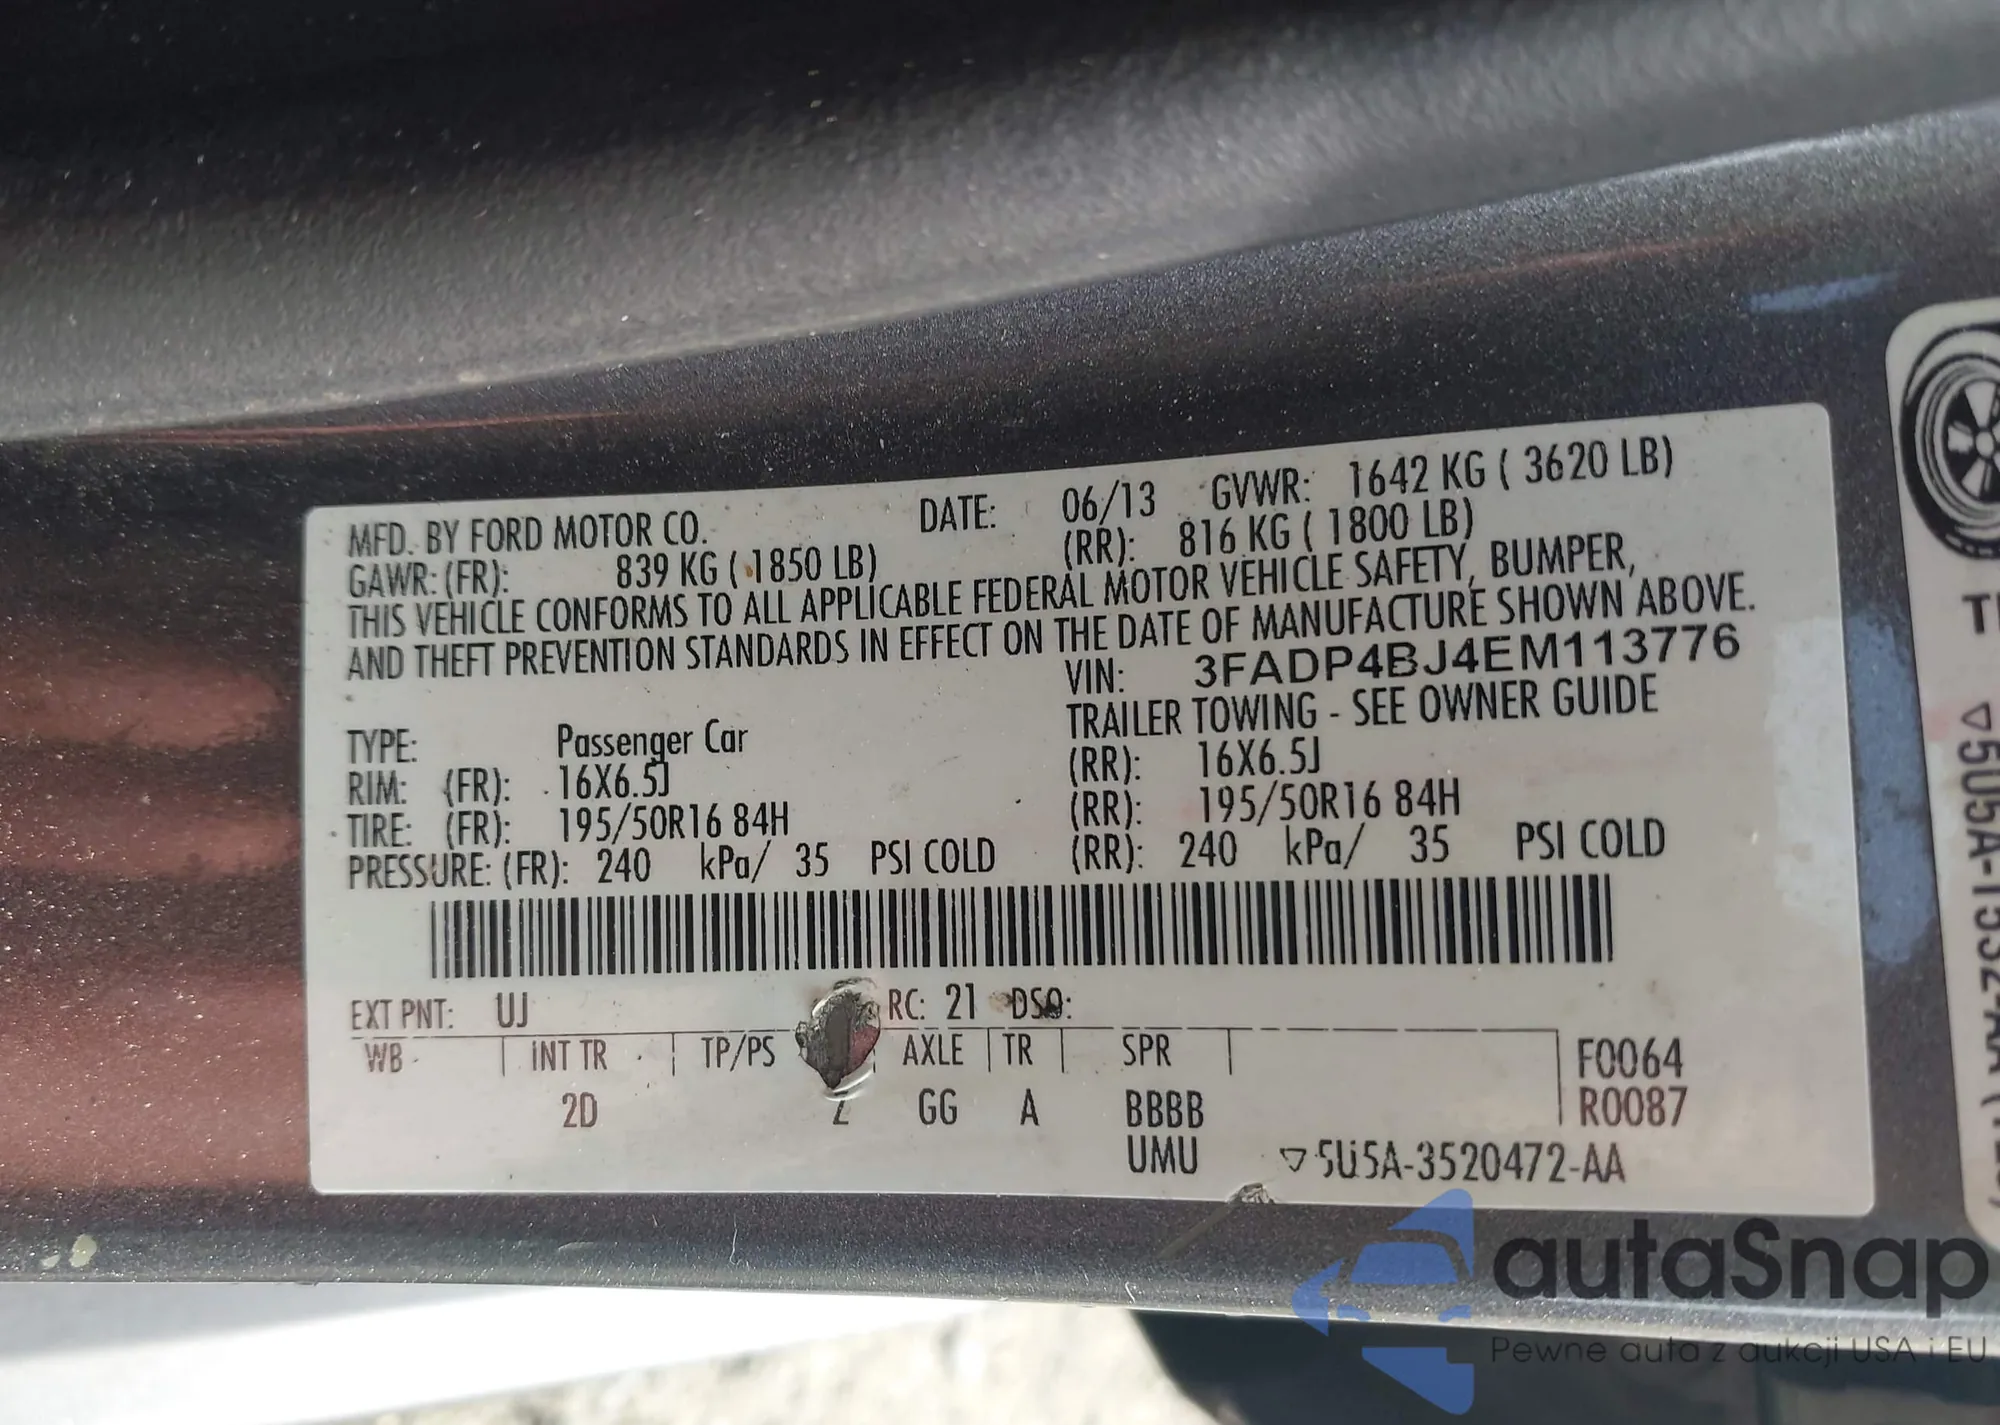 MFD. BY FORD MOTOR CO. DATE: 06/13 GVWR: 1642 KG ( 3620 LB)
GAWR: (FR): 839 KG ( 1850 LB) (RR): 816 KG ( 1800 LB)
THIS VEHICLE CONFORMS TO ALL APPLICABLE FEDERAL MOTOR VEHICLE SAFETY, BUMPER,
AND THEFT PREVENTION STANDARDS IN EFFECT ON THE DATE OF MANUFACTURE SHOWN ABOVE.
VIN: 3FADP4BJ4EM113776
TRAILER TOWING - SEE OWNER GUIDE
TYPE: Passenger Car
RIM: (FR): 16X6.5J (RR): 16X6.5J
TIRE: (FR): 195/50R16 84H (RR): 195/50R16 84H
PRESSURE: (FR): 240 kPa/ 35 PSI COLD (RR): 240 kPa/ 35 PSI COLD
EXT PNT: UJ RC: 21 DSO:
WB INT TR TP/PS AXLE TR SPR F0064
2D GG A BBBB R0087
UMU ▽5U5A-3520472-AA
autaSnap
Pewne auta z aukcji USA i EU